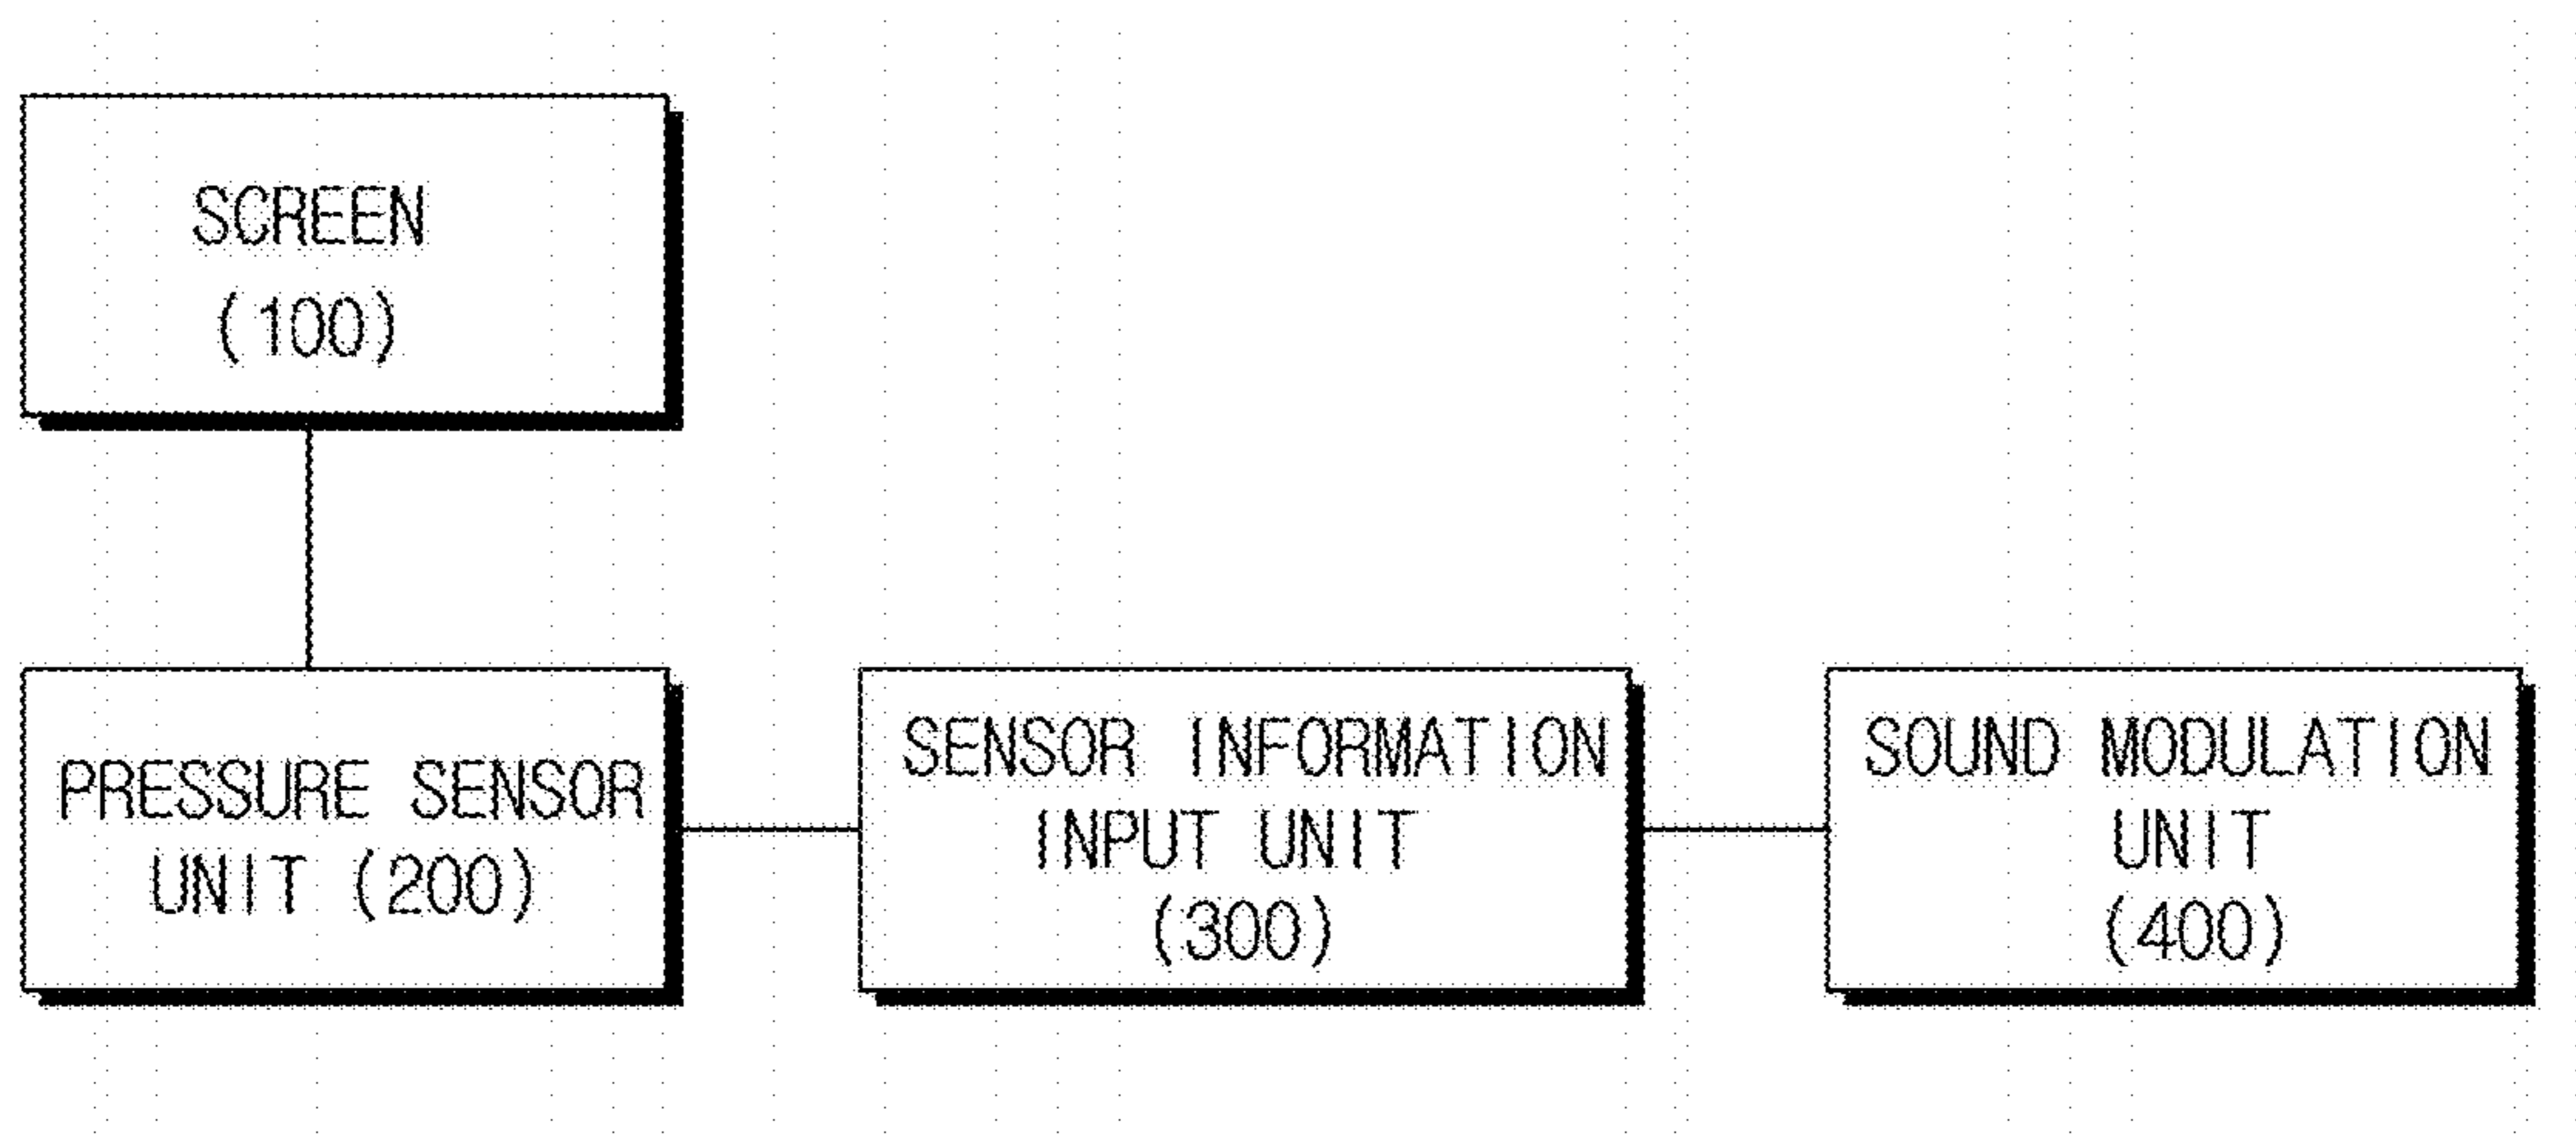 SCREEN
(100)
PRESSURE SENSOR
UNIT (200)
SENSOR INFORMATION
INPUT UNIT
(300)
SOUND MODULATION
UNIT
(400)